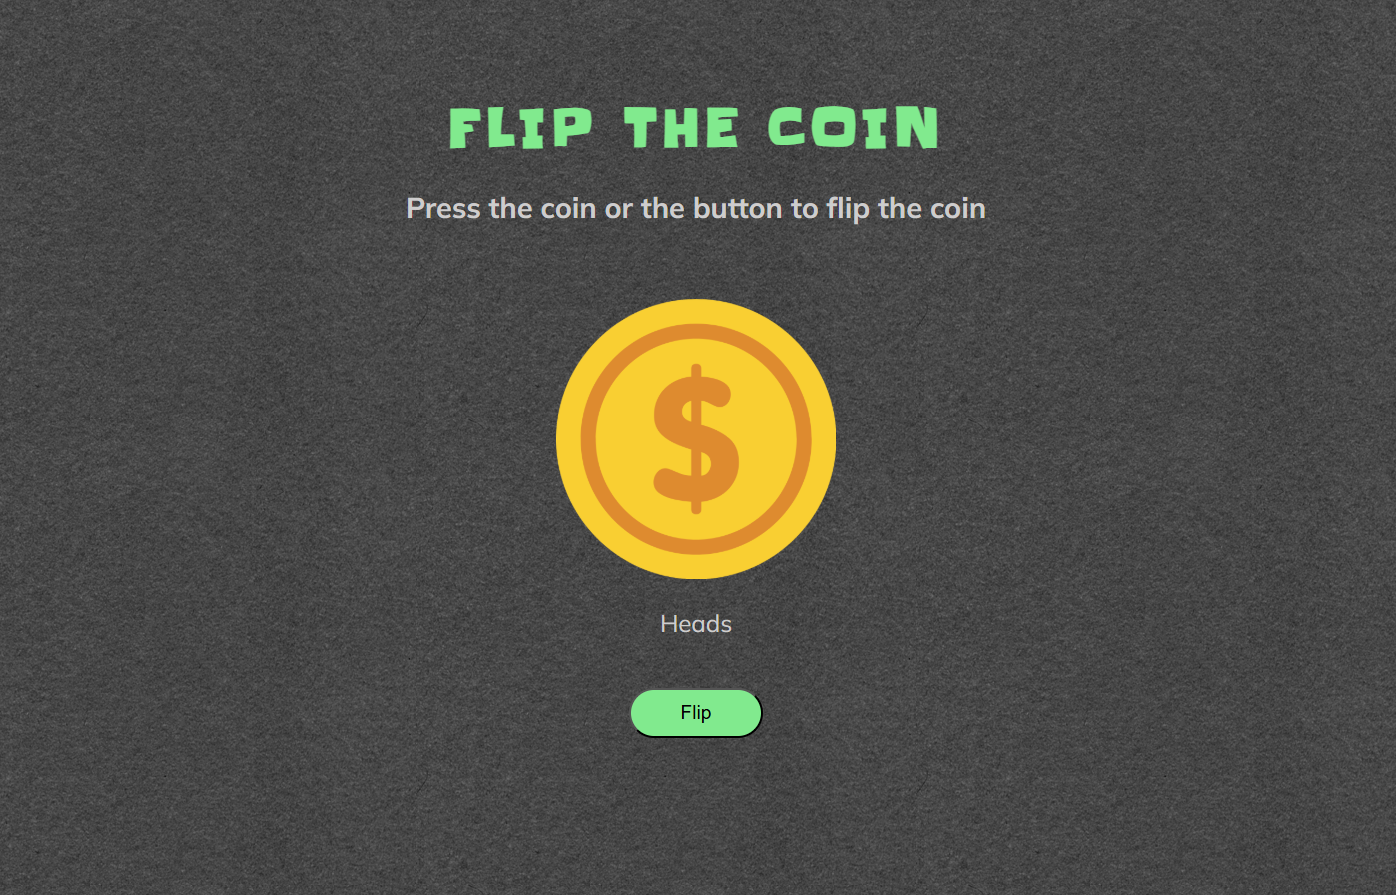 FLIP THE COIN
Press the coin or the button to flip the coin
$
Heads
Flip